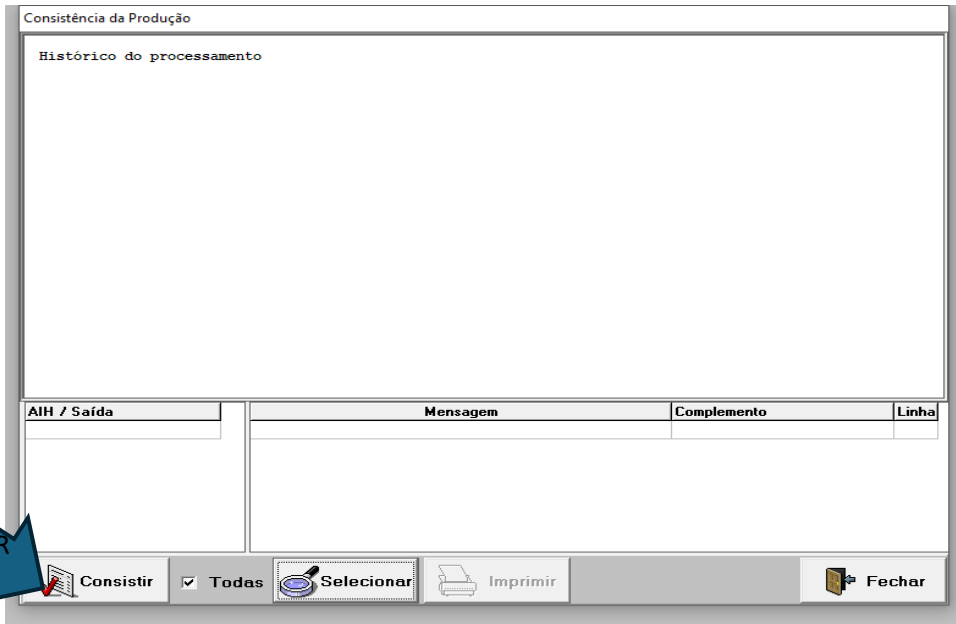 Consistência da Produção
Histórico do processamento
AIH / Saída Mensagem Complemento Linha
R
Consistir Todas Selecionar Imprimir Fechar